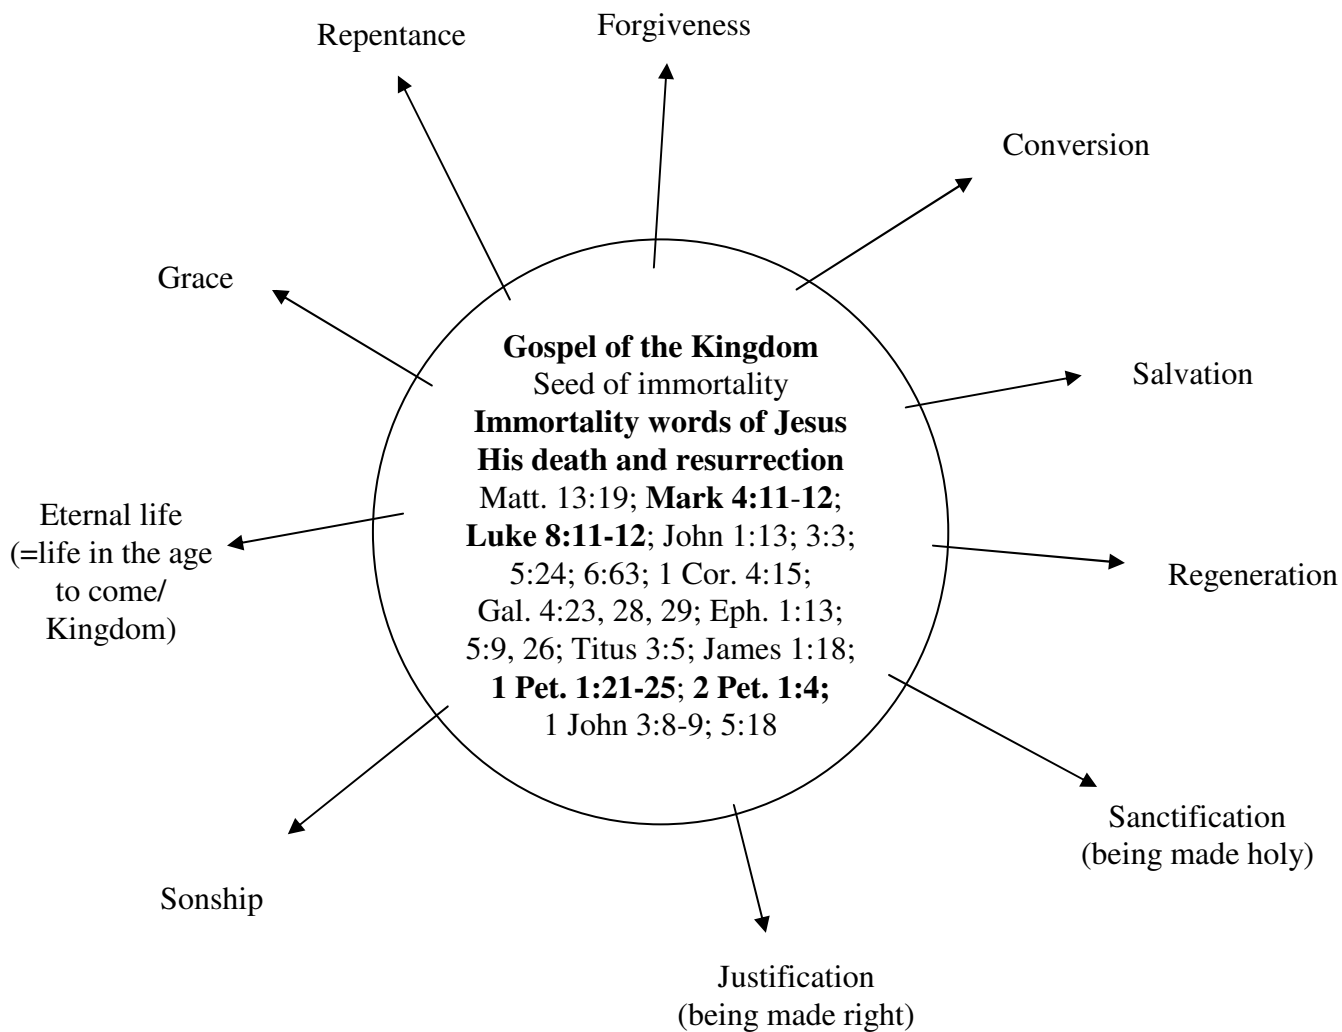 Forgiveness
Repentance
Conversion
Grace
Salvation
Gospel of the Kingdom
Seed of immortality
Immortality words of Jesus
His death and resurrection
Matt. 13:19; Mark 4:11-12;
Luke 8:11-12; John 1:13; 3:3;
5:24; 6:63; 1 Cor. 4:15;
Gal. 4:23, 28, 29; Eph. 1:13;
5:9, 26; Titus 3:5; James 1:18;
1 Pet. 1:21-25; 2 Pet. 1:4;
1 John 3:8-9; 5:18
Eternal life
(=life in the age
to come/
Kingdom)
Regeneration
Sanctification
(being made holy)
Sonship
Justification
(being made right)